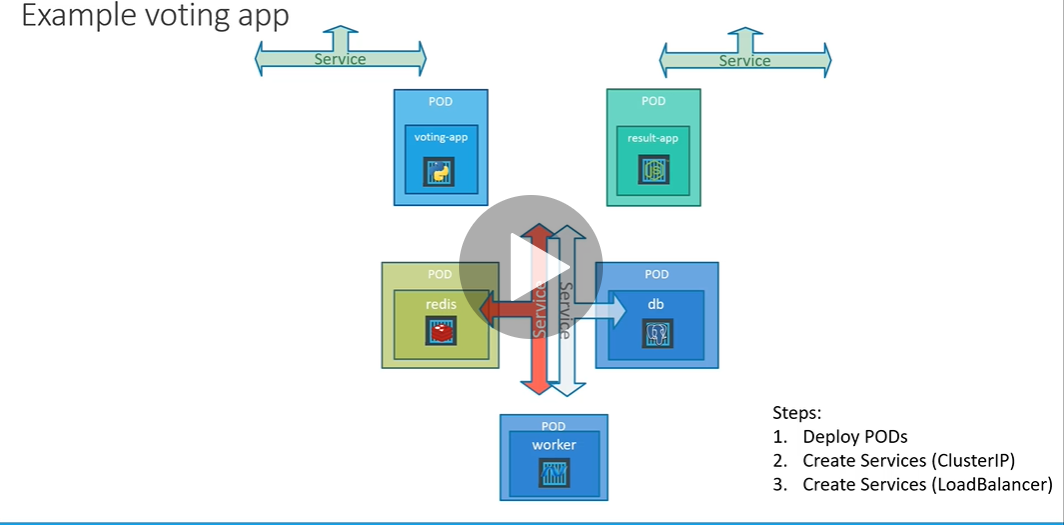 Example voting app
Service
Service
POD
voting-app
POD
result-app
POD
redis
Service
Service
POD
db
POD
worker
Steps:
1. Deploy PODs
2. Create Services (ClusterIP)
3. Create Services (LoadBalancer)